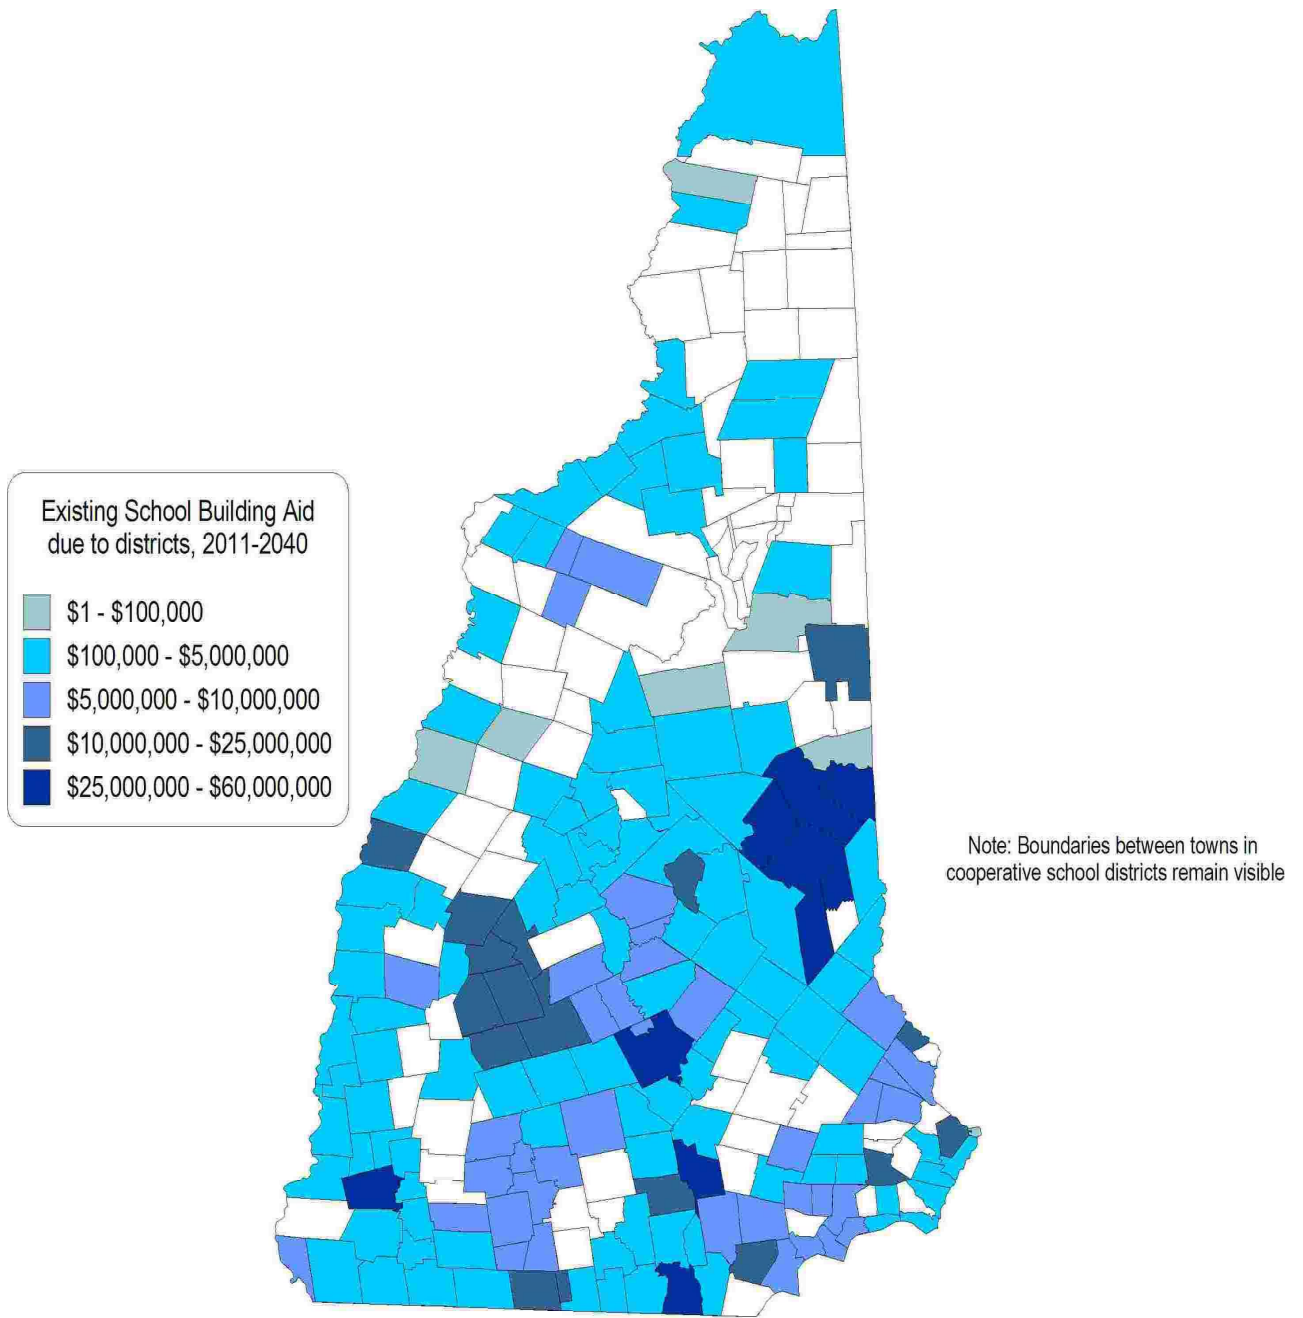 Existing School Building Aid
due to districts, 2011-2040
$1 - $100,000
$100,000 - $5,000,000
$5,000,000 - $10,000,000
$10,000,000 - $25,000,000
$25,000,000 - $60,000,000
Note: Boundaries between towns in
cooperative school districts remain visible